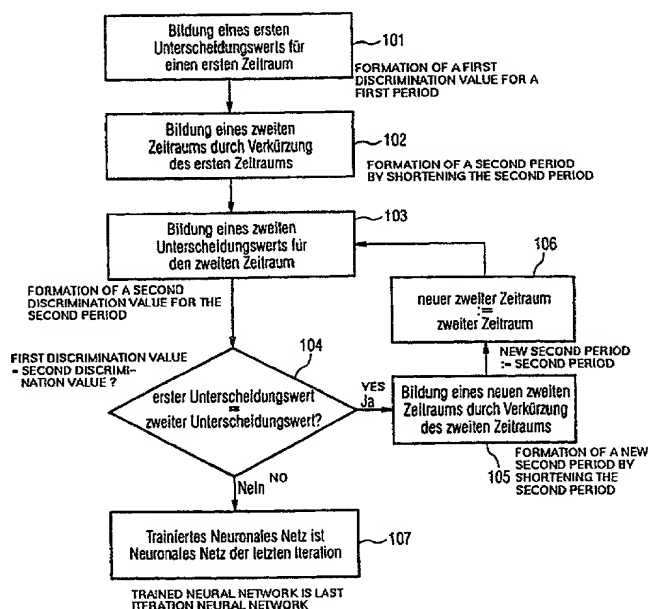 Bildung eines ersten
Unterscheidungswerts für
einen ersten Zeitraum
101
FORMATION OF A FIRST
DISCRIMINATION VALUE FOR A
FIRST PERIOD
Bildung eines zweiten
Zeitraums durch Verkürzung
des ersten Zeitraums
102
FORMATION OF A SECOND PERIOD
BY SHORTENING THE SECOND PERIOD
Bildung eines zweiten
Unterscheidungswerts für
den zweiten Zeitraum
103
FORMATION OF A SECOND
DISCRIMINATION VALUE FOR THE
SECOND PERIOD
106
neuer zweiter Zeitraum
:=
zweiter Zeitraum
NEW SECOND PERIOD
:= SECOND PERIOD
FIRST DISCRIMINATION VALUE
= SECOND DISCRIMI-
NATION VALUE ?
104
erster Unterscheidungswert
=
zweiter Unterscheidungswert?
YES
Ja
Bildung eines neuen zweiten
Zeitraums durch Verkürzung
des zweiten Zeitraums
105
FORMATION OF A NEW
SECOND PERIOD BY
SHORTENING THE
SECOND PERIOD
NO
Nein
Trainiertes Neuronales Netz ist
Neuronales Netz der letzten Iteration
107
TRAINED NEURAL NETWORK IS LAST
ITERATION NEURAL NETWORK